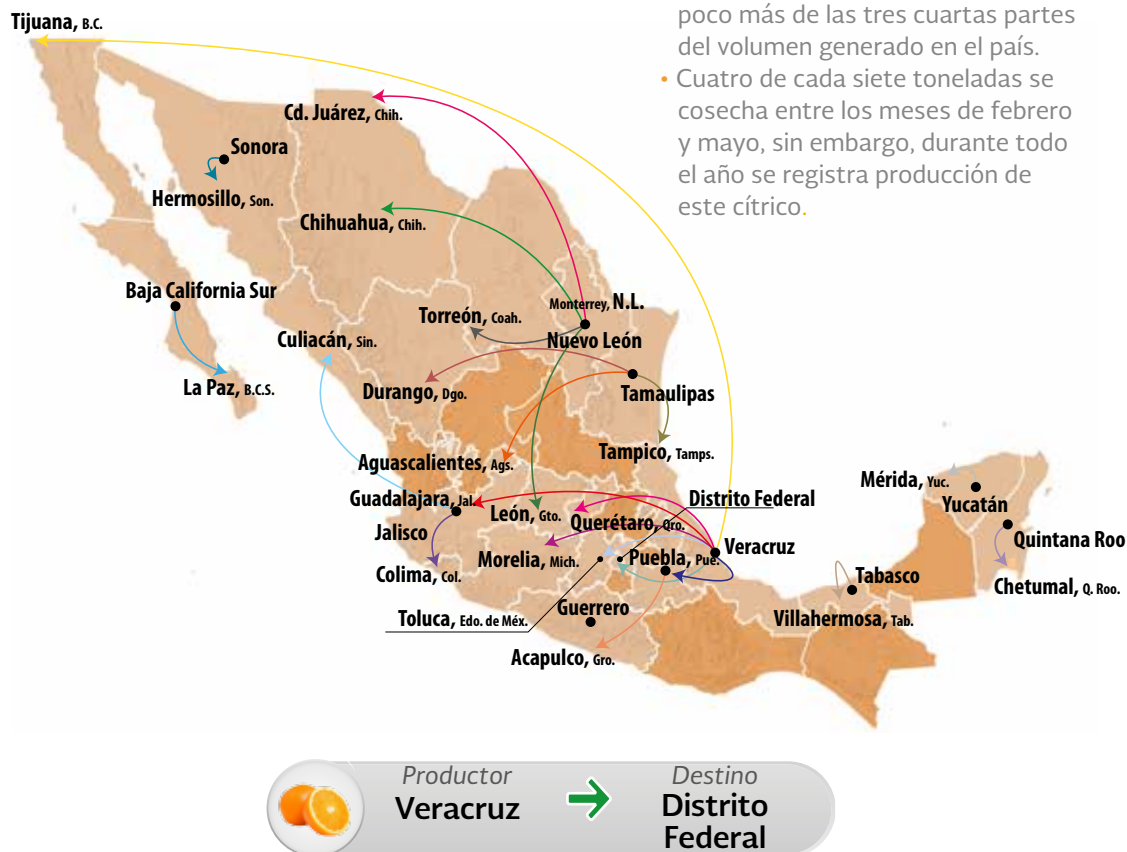 poco más de las tres cuartas partes
del volumen generado en el país.
• Cuatro de cada siete toneladas se
cosecha entre los meses de febrero
y mayo, sin embargo, durante todo
el año se registra producción de
este cítrico.
Tijuana, B.C.
Cd. Juárez, Chih.
Sonora
Hermosillo, Son.
Chihuahua, Chih.
Baja California Sur
Monterrey, N.L.
Torreón, Coah.
Culiacán, Sin.
Nuevo León
La Paz, B.C.S.
Durango, Dgo.
Tamaulipas
Tampico, Tamps.
Aguascalientes, Ags.
Mérida, Yuc.
Guadalajara, Jal.
Distrito Federal
Yucatán
León, Gto.
Querétaro, Qro.
Jalisco
Quintana Roo
Veracruz
Morelia, Mich.
Puebla, Pue.
Colima, Col.
Tabasco
Chetumal, Q. Roo.
Guerrero
Toluca, Edo. de Méx.
Villahermosa, Tab.
Acapulco, Gro.
Productor
Veracruz
Destino
Distrito
Federal